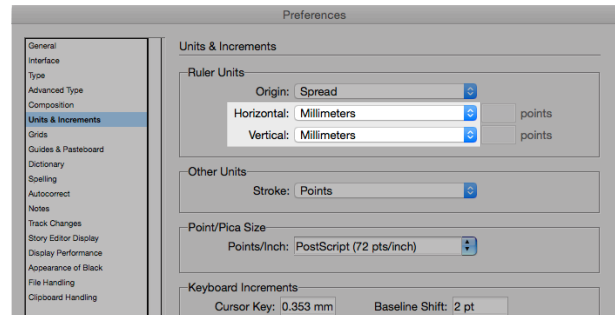 Preferences
General
Interface
Type
Advanced Type
Composition
Units & Increments
Grids
Guides & Pasteboard
Dictionary
Spelling
Autocorrect
Notes
Track Changes
Story Editor Display
Display Performance
Appearance of Black
File Handling
Clipboard Handling
Units & Increments
Ruler Units
Origin: Spread
Horizontal: Millimeters points
Vertical: Millimeters points
Other Units
Stroke: Points
Point/Pica Size
Points/Inch: PostScript (72 pts/inch)
Keyboard Increments
Cursor Key: 0.353 mm Baseline Shift: 2 pt